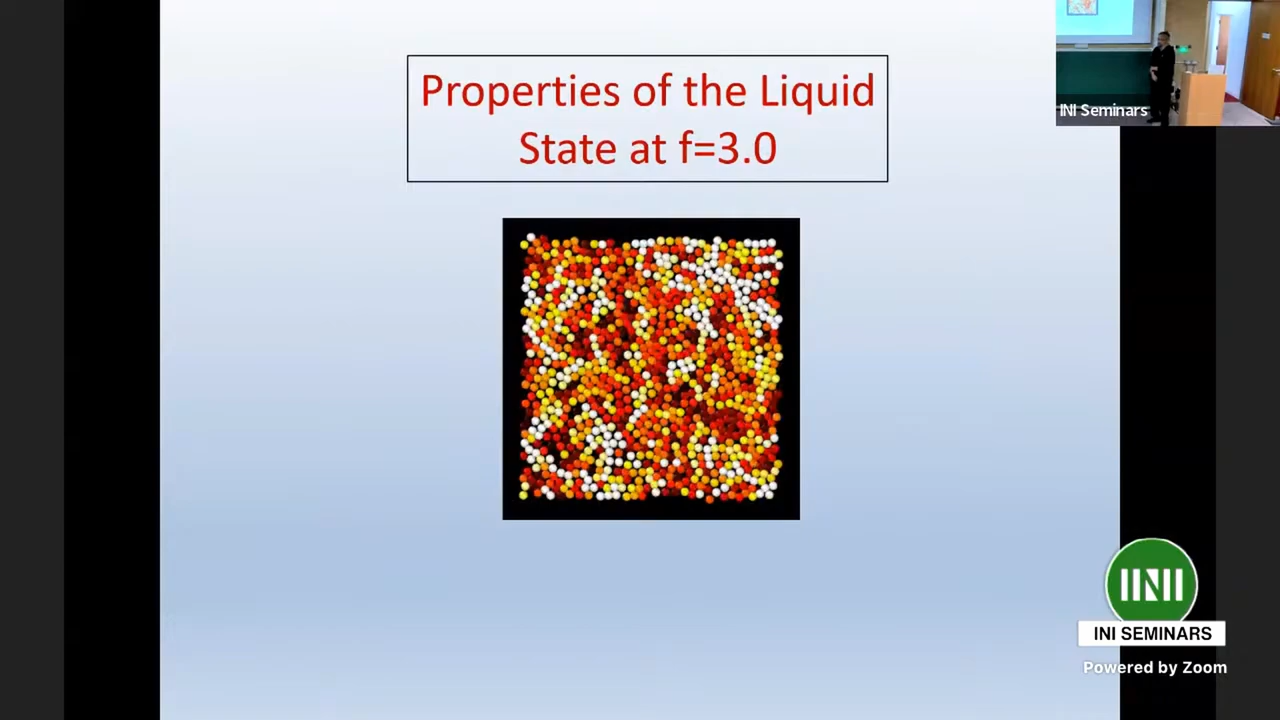 Properties of the Liquid
State at f=3.0
INI Seminars
INI
INI SEMINARS
Powered by Zoom